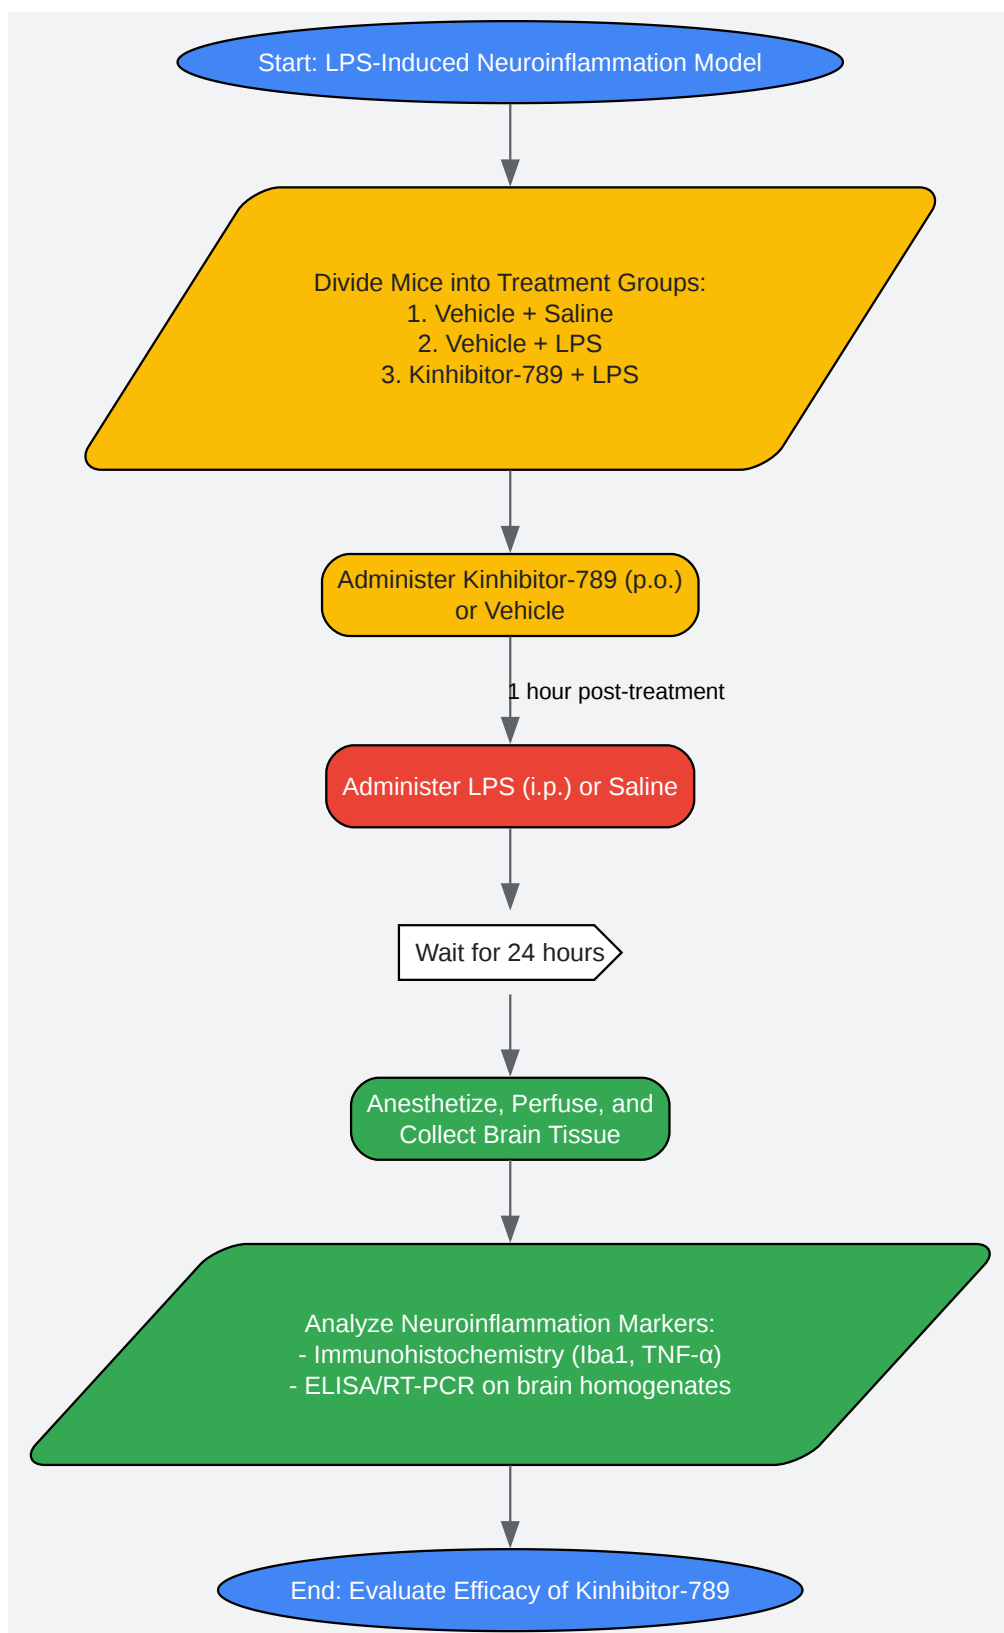 Start: LPS-Induced Neuroinflammation Model
Divide Mice into Treatment Groups:
1. Vehicle + Saline
2. Vehicle + LPS
3. Kinhibitor-789 + LPS
Administer Kinhibitor-789 (p.o.)
or Vehicle
1 hour post-treatment
Administer LPS (i.p.) or Saline
Wait for 24 hours
Anesthetize, Perfuse, and
Collect Brain Tissue
Analyze Neuroinflammation Markers:
- Immunohistochemistry (Iba1, TNF-α)
- ELISA/RT-PCR on brain homogenates
End: Evaluate Efficacy of Kinhibitor-789